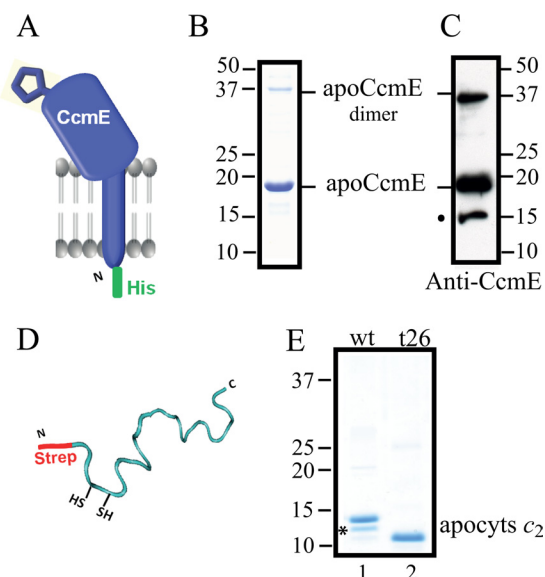 A
CcmE
N
His
B
50
37
25
20
15
10
apoCcmE
dimer
apoCcmE
C
50
37
25
20
15
10
Anti-CcmE
D
N
Strep
HS
SH
C
E
wt t26
37
25
20
15
*
10
apocyts c2
1 2